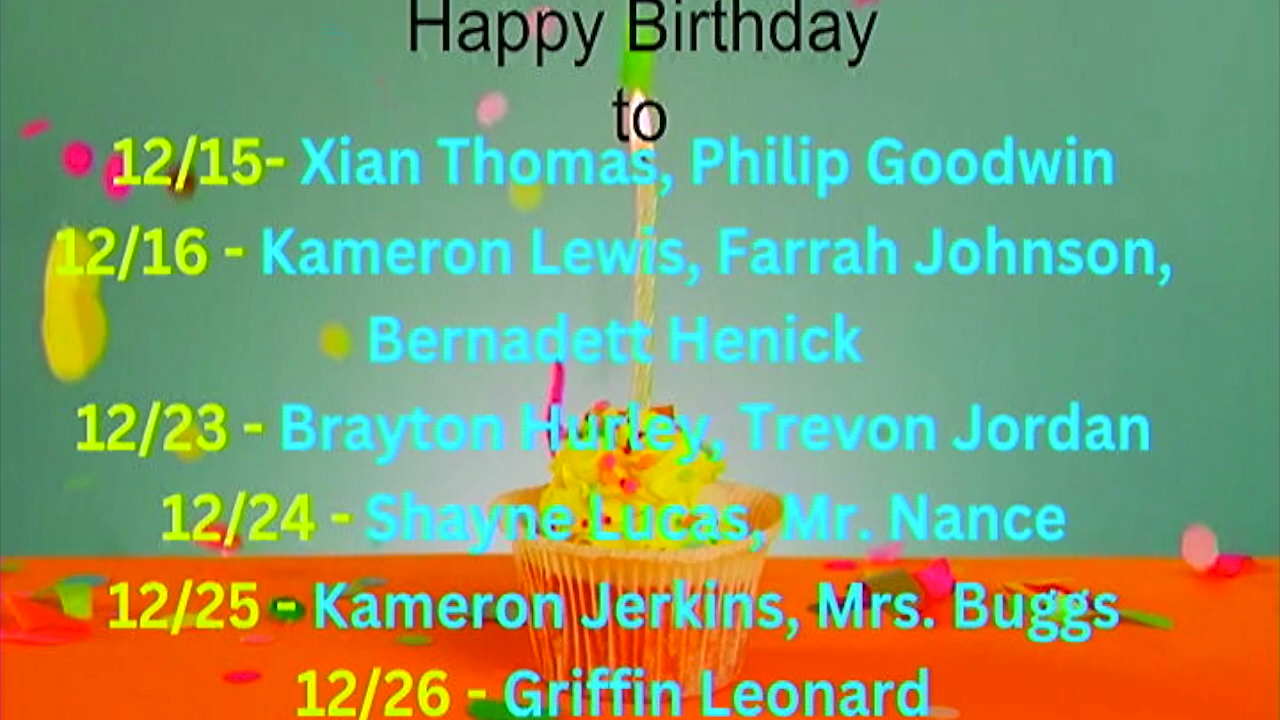 Happy Birthday
to
12/15- Xian Thomas, Philip Goodwin
12/16 - Kameron Lewis, Farrah Johnson,
Bernadett Henick
12/23 - Brayton Hurley, Trevon Jordan
12/24 - Shayne Lucas, Mr. Nance
12/25 - Kameron Jerkins, Mrs. Buggs
12/26 - Griffin Leonard